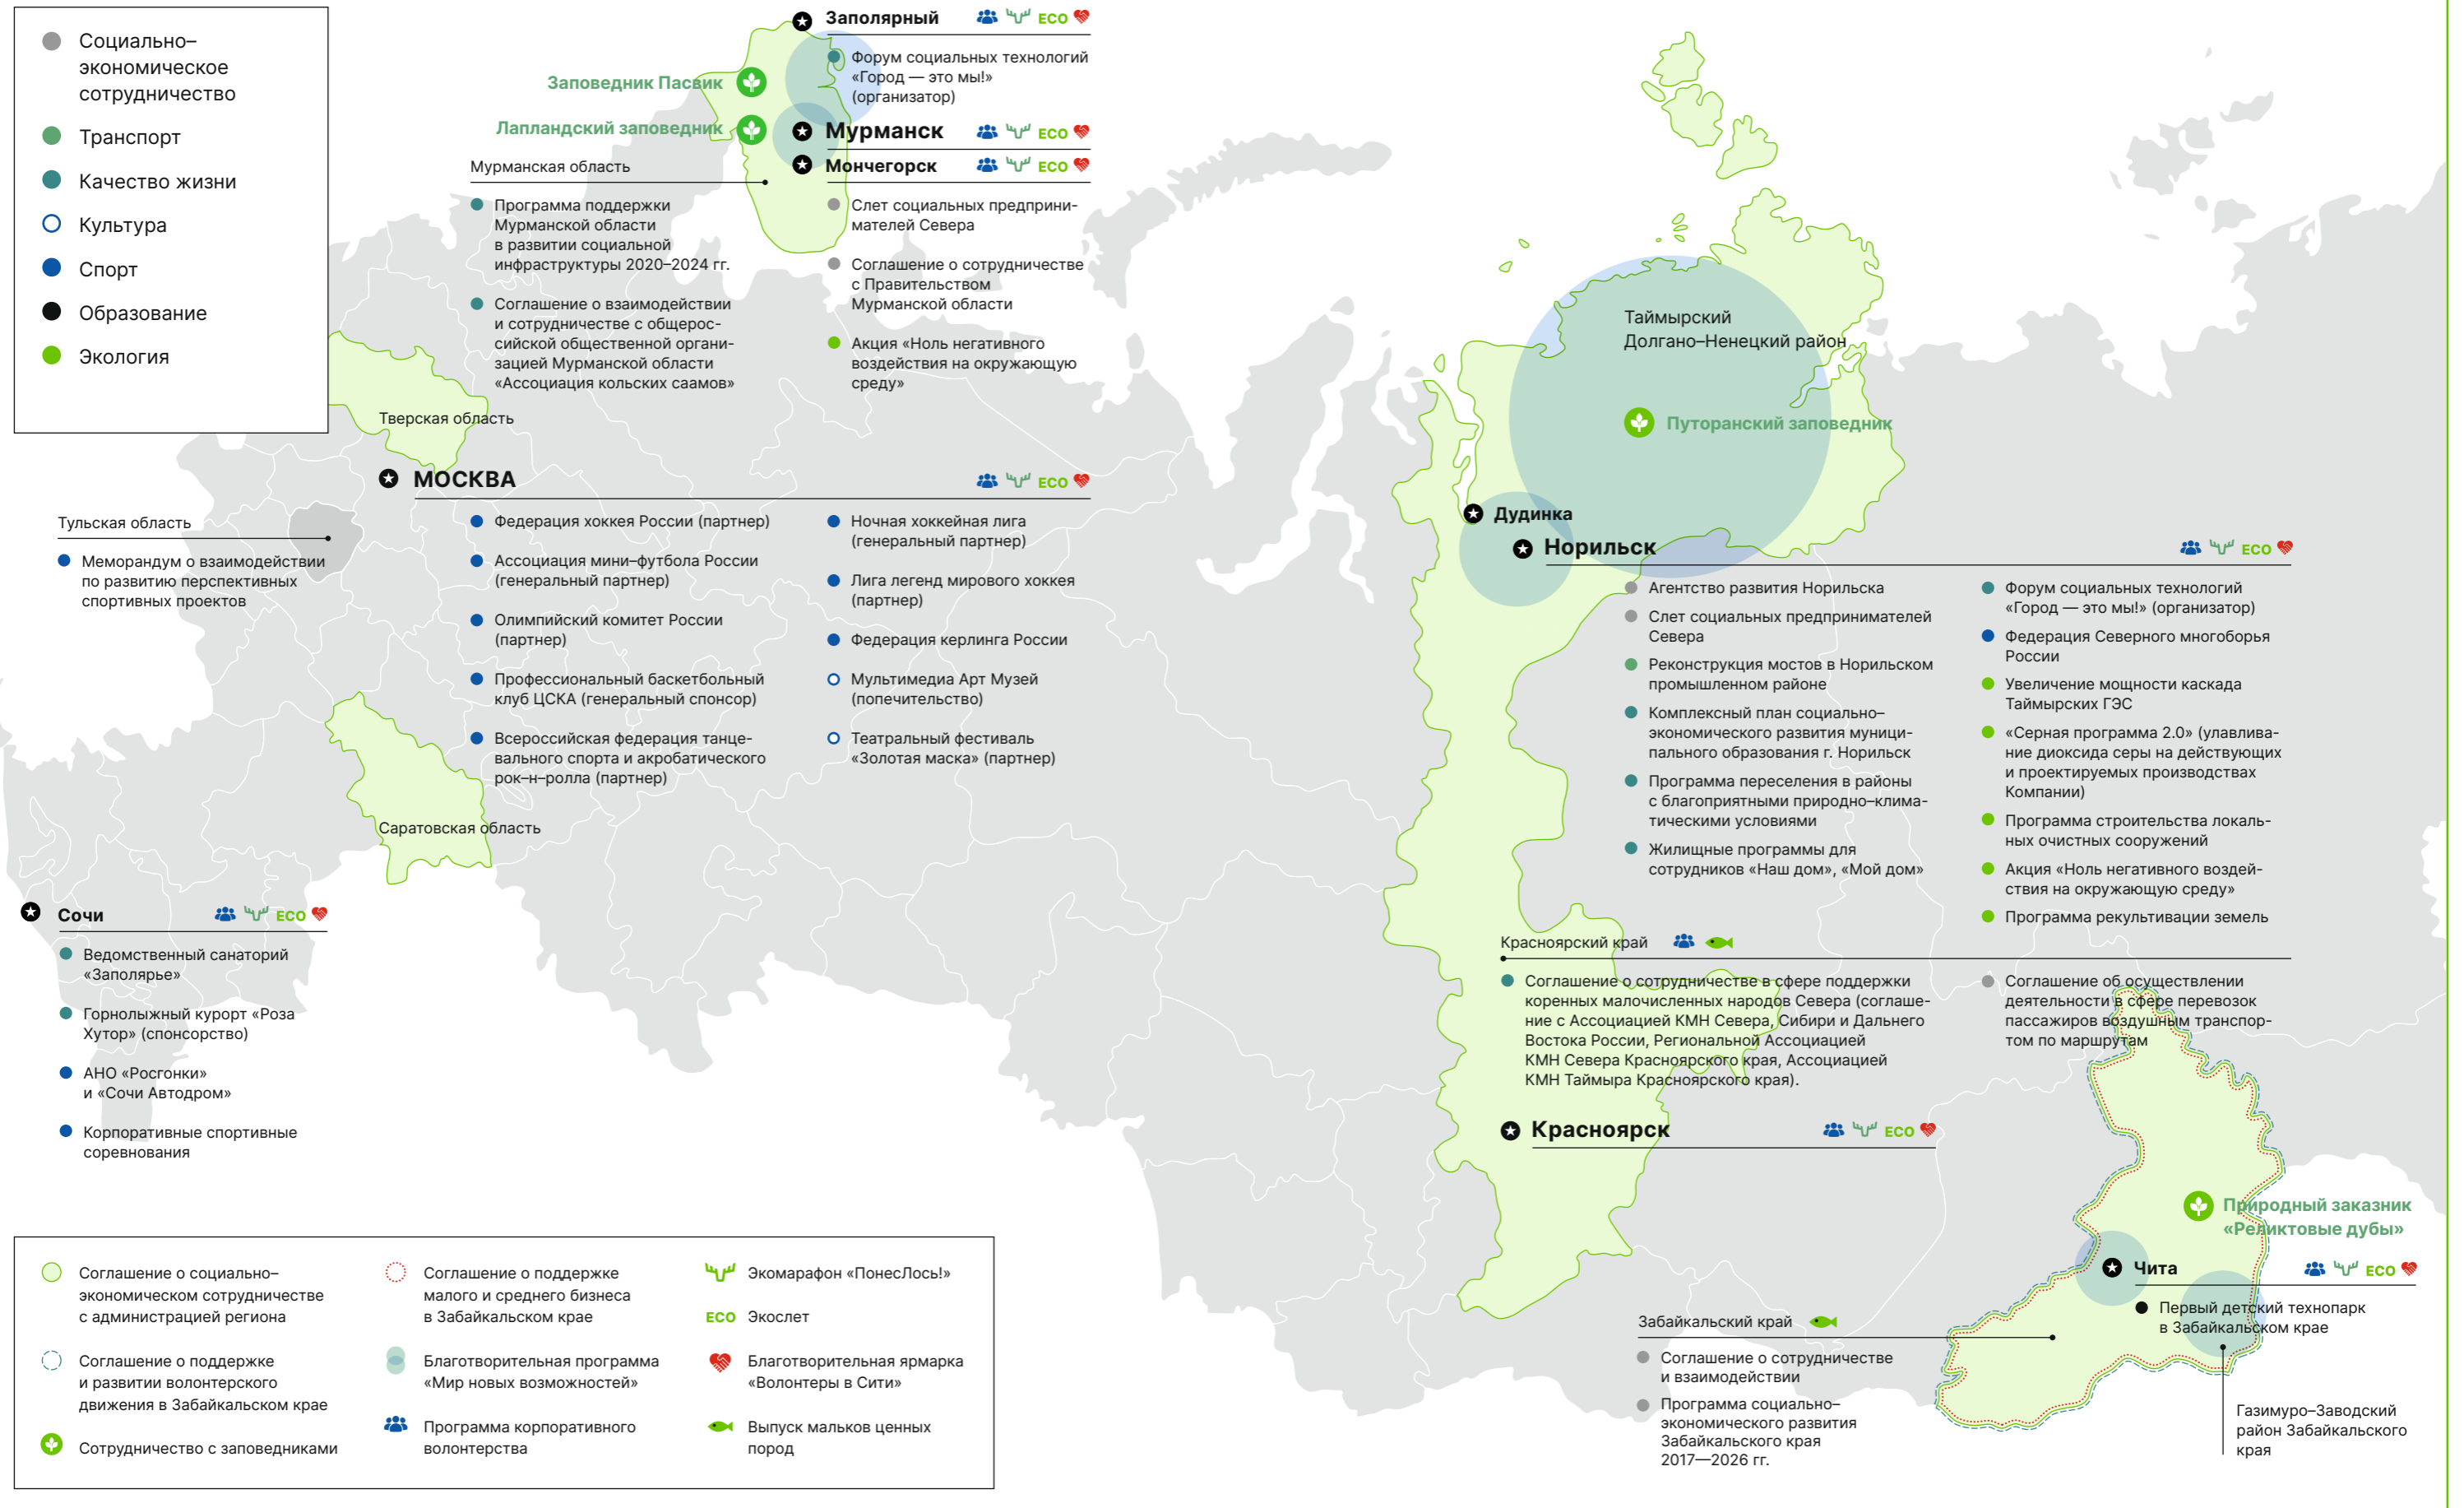 Социально–
экономическое
сотрудничество
Транспорт
Качество жизни
Культура
Спорт
Образование
Экология
Заполярный
ECO
Форум социальных технологий
«Город — это мы!»
(организатор)
Заповедник Пасвик
Лапландский заповедник
Мурманск
ECO
Мончегорск
ECO
Мурманская область
Программа поддержки
Мурманской области
в развитии социальной
инфраструктуры 2020–2024 гг.
Соглашение о взаимодействии
и сотрудничестве с общерос-
сийской общественной органи-
зацией Мурманской области
«Ассоциация кольских саамов»
Слет социальных предприни-
мателей Севера
Соглашение о сотрудничестве
с Правительством
Мурманской области
Акция «Ноль негативного
воздействия на окружающую
среду»
Тверская область
МОСКВА
ECO
Федерация хоккея России (партнер)
Ассоциация мини–футбола России
(генеральный партнер)
Олимпийский комитет России
(партнер)
Профессиональный баскетбольный
клуб ЦСКА (генеральный спонсор)
Всероссийская федерация танце-
вального спорта и акробатического
рок–н–ролла (партнер)
Ночная хоккейная лига
(генеральный партнер)
Лига легенд мирового хоккея
(партнер)
Федерация керлинга России
Мультимедиа Арт Музей
(попечительство)
Театральный фестиваль
«Золотая маска» (партнер)
Тульская область
Меморандум о взаимодействии
по развитию перспективных
спортивных проектов
Саратовская область
Сочи
ECO
Ведомственный санаторий
«Заполярье»
Горнолыжный курорт «Роза
Хутор» (спонсорство)
АНО «Росгонки»
и «Сочи Автодром»
Корпоративные спортивные
соревнования
Таймырский
Долгано–Ненецкий район
Путоранский заповедник
Дудинка
Норильск
ECO
Агентство развития Норильска
Слет социальных предпринимателей
Севера
Реконструкция мостов в Норильском
промышленном районе
Комплексный план социально–
экономического развития муници-
пального образования г. Норильск
Программа переселения в районы
с благоприятными природно–клима-
тическими условиями
Жилищные программы для
сотрудников «Наш дом», «Мой дом»
Форум социальных технологий
«Город — это мы!» (организатор)
Федерация Северного многоборья
России
Увеличение мощности каскада
Таймырских ГЭС
«Серная программа 2.0» (улавлива-
ние диоксида серы на действующих
и проектируемых производствах
Компании)
Программа строительства локаль-
ных очистных сооружений
Акция «Ноль негативного воздей-
ствия на окружающую среду»
Программа рекультивации земель
Красноярский край
Соглашение о сотрудничестве в сфере поддержки
коренных малочисленных народов Севера (соглаше-
ние с Ассоциацией КМН Севера, Сибири и Дальнего
Востока России, Региональной Ассоциацией
КМН Севера Красноярского края, Ассоциацией
КМН Таймыра Красноярского края).
Соглашение об осуществлении
деятельности в сфере перевозок
пассажиров воздушным транспор-
том по маршрутам
Красноярск
ECO
Природный заказник
«Реликтовые дубы»
Чита
ECO
Первый детский технопарк
в Забайкальском крае
Забайкальский край
Соглашение о сотрудничестве
и взаимодействии
Программа социально–
экономического развития
Забайкальского края
2017—2026 гг.
Газимуро–Заводский
район Забайкальского
края
Соглашение о социально–
экономическом сотрудничестве
с администрацией региона
Соглашение о поддержке
и развитии волонтерского
движения в Забайкальском крае
Сотрудничество с заповедниками
Соглашение о поддержке
малого и среднего бизнеса
в Забайкальском крае
Благотворительная программа
«Мир новых возможностей»
Программа корпоративного
волонтерства
Экомарафон «ПонесЛось!»
ECO Экослет
Благотворительная ярмарка
«Волонтеры в Сити»
Выпуск мальков ценных
пород